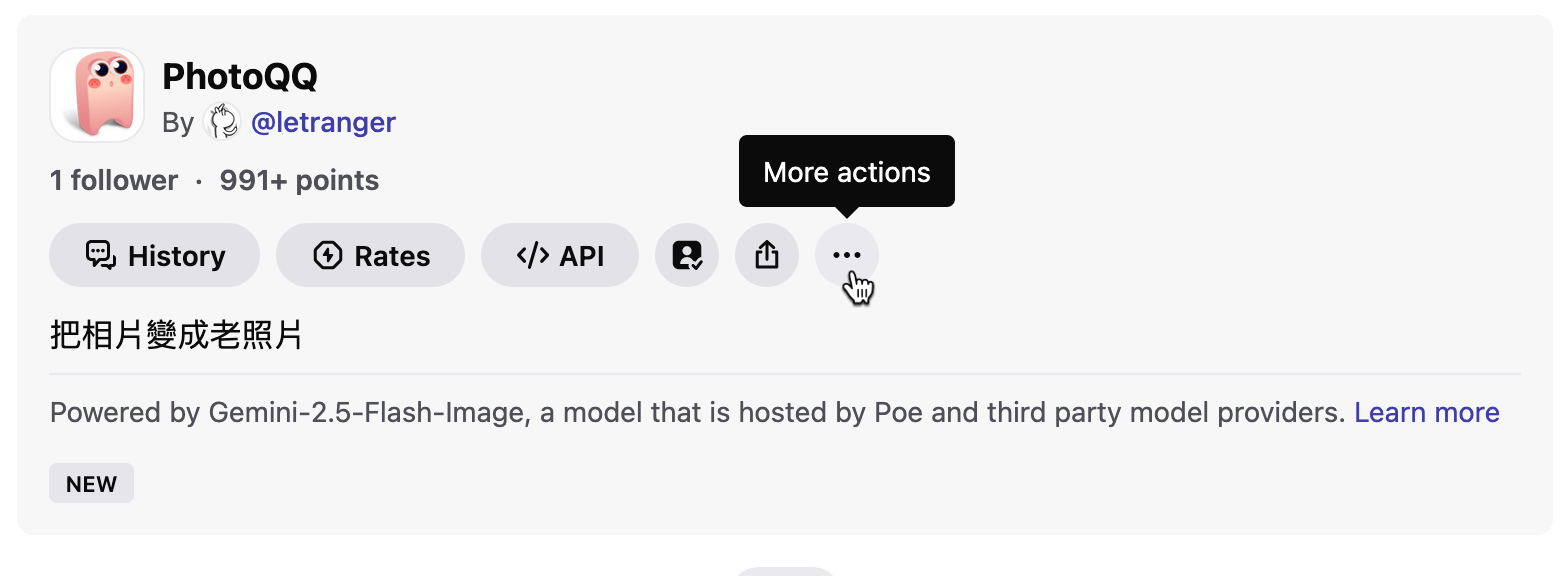 PhotoQQ
By @letranger
1 follower · 991+ points
More actions
History Rates </> API
把相片變成老照片
Powered by Gemini-2.5-Flash-Image, a model that is hosted by Poe and third party model providers. Learn more
NEW